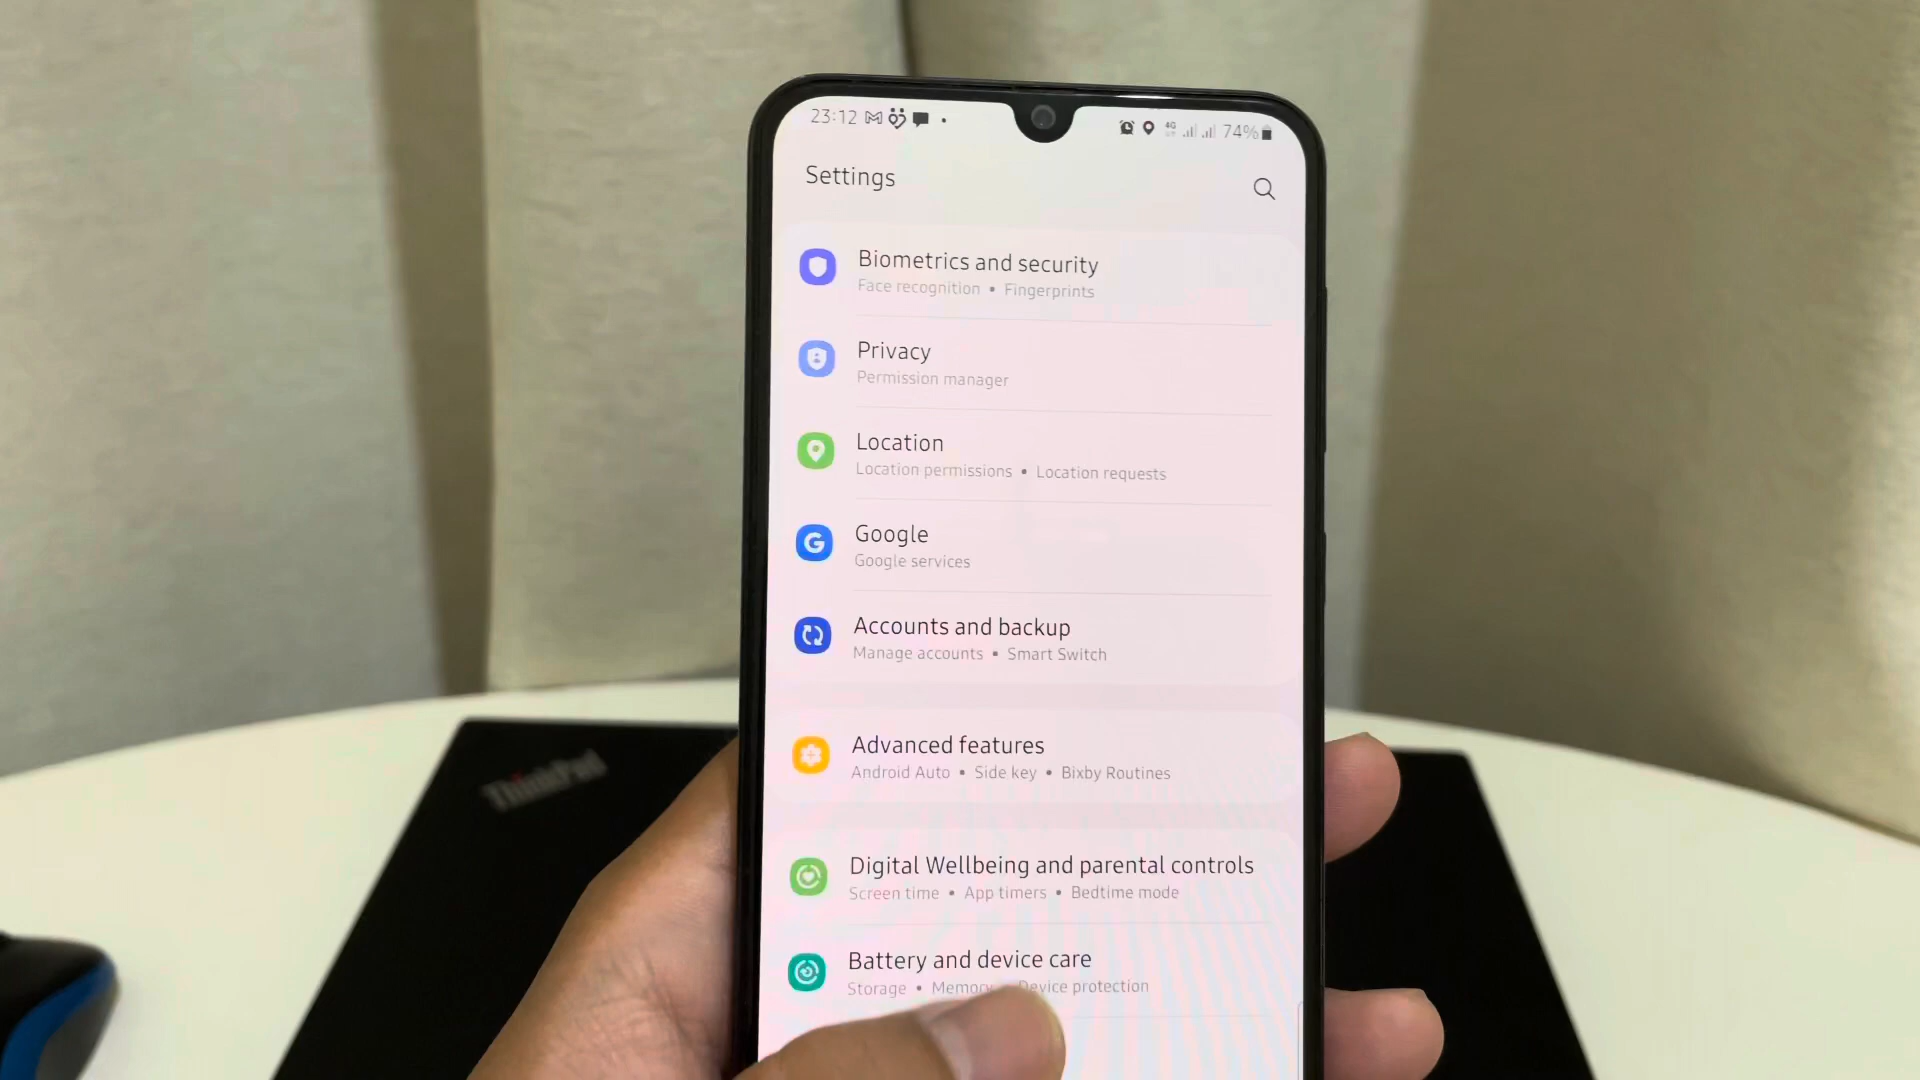 23:12 4G 74%
Settings
Biometrics and security
Face recognition • Fingerprints
Privacy
Permission manager
Location
Location permissions • Location requests
Google
Google services
Accounts and backup
Manage accounts • Smart Switch
Advanced features
Android Auto • Side key • Bixby Routines
Digital Wellbeing and parental controls
Screen time • App timers • Bedtime mode
Battery and device care
Storage • Memory • Device protection
ThinkPad